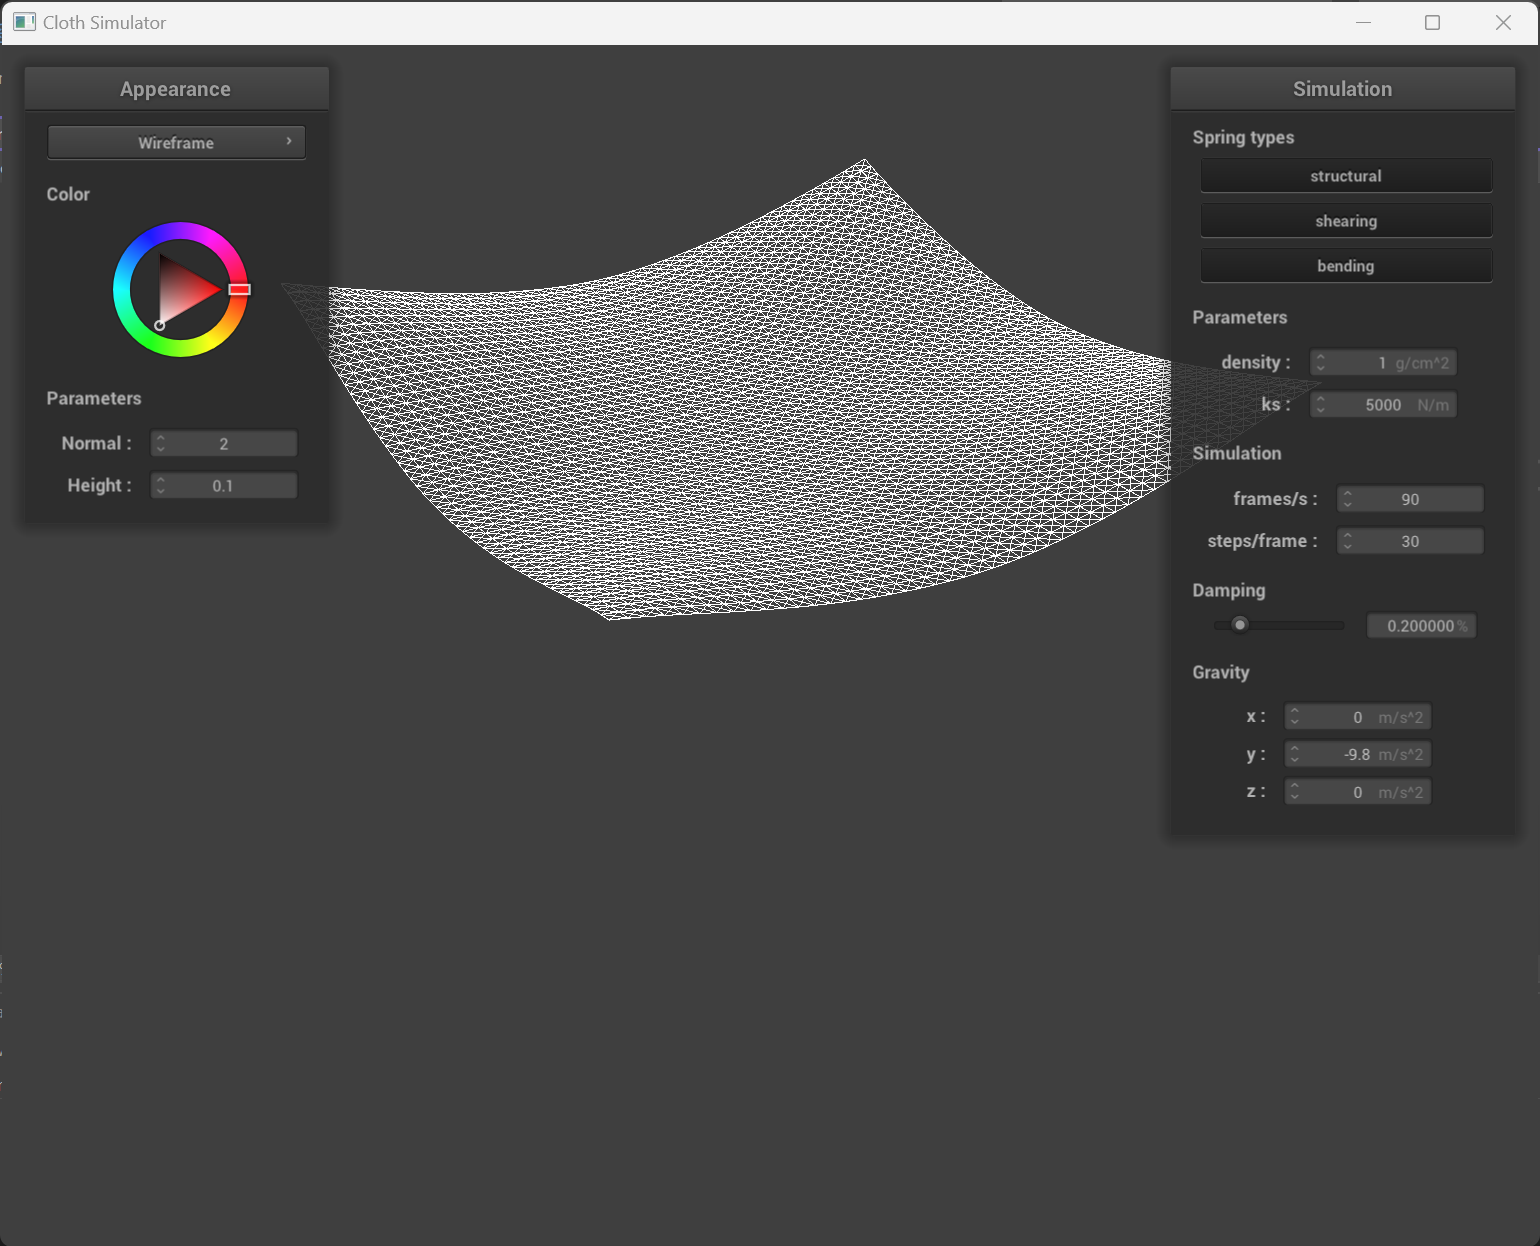 Cloth Simulator
Appearance
Wireframe
Color
Parameters
Normal : 2
Height : 0.1
Simulation
Spring types
structural
shearing
bending
Parameters
density : 1 g/cm^2
ks : 5000 N/m
Simulation
frames/s : 90
steps/frame : 30
Damping
0.200000 %
Gravity
x : 0 m/s^2
y : -9.8 m/s^2
z : 0 m/s^2